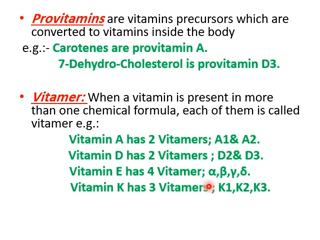 • Provitamins are vitamins precursors which are
converted to vitamins inside the body
e.g.:- Carotenes are provitamin A.
7-Dehydro-Cholesterol is provitamin D3.
• Vitamer: When a vitamin is present in more
than one chemical formula, each of them is called
vitamer e.g.:
Vitamin A has 2 Vitamers; A1& A2.
Vitamin D has 2 Vitamers ; D2& D3.
Vitamin E has 4 Vitamer; α,β,γ,δ.
Vitamin K has 3 Vitamers ; K1,K2,K3.